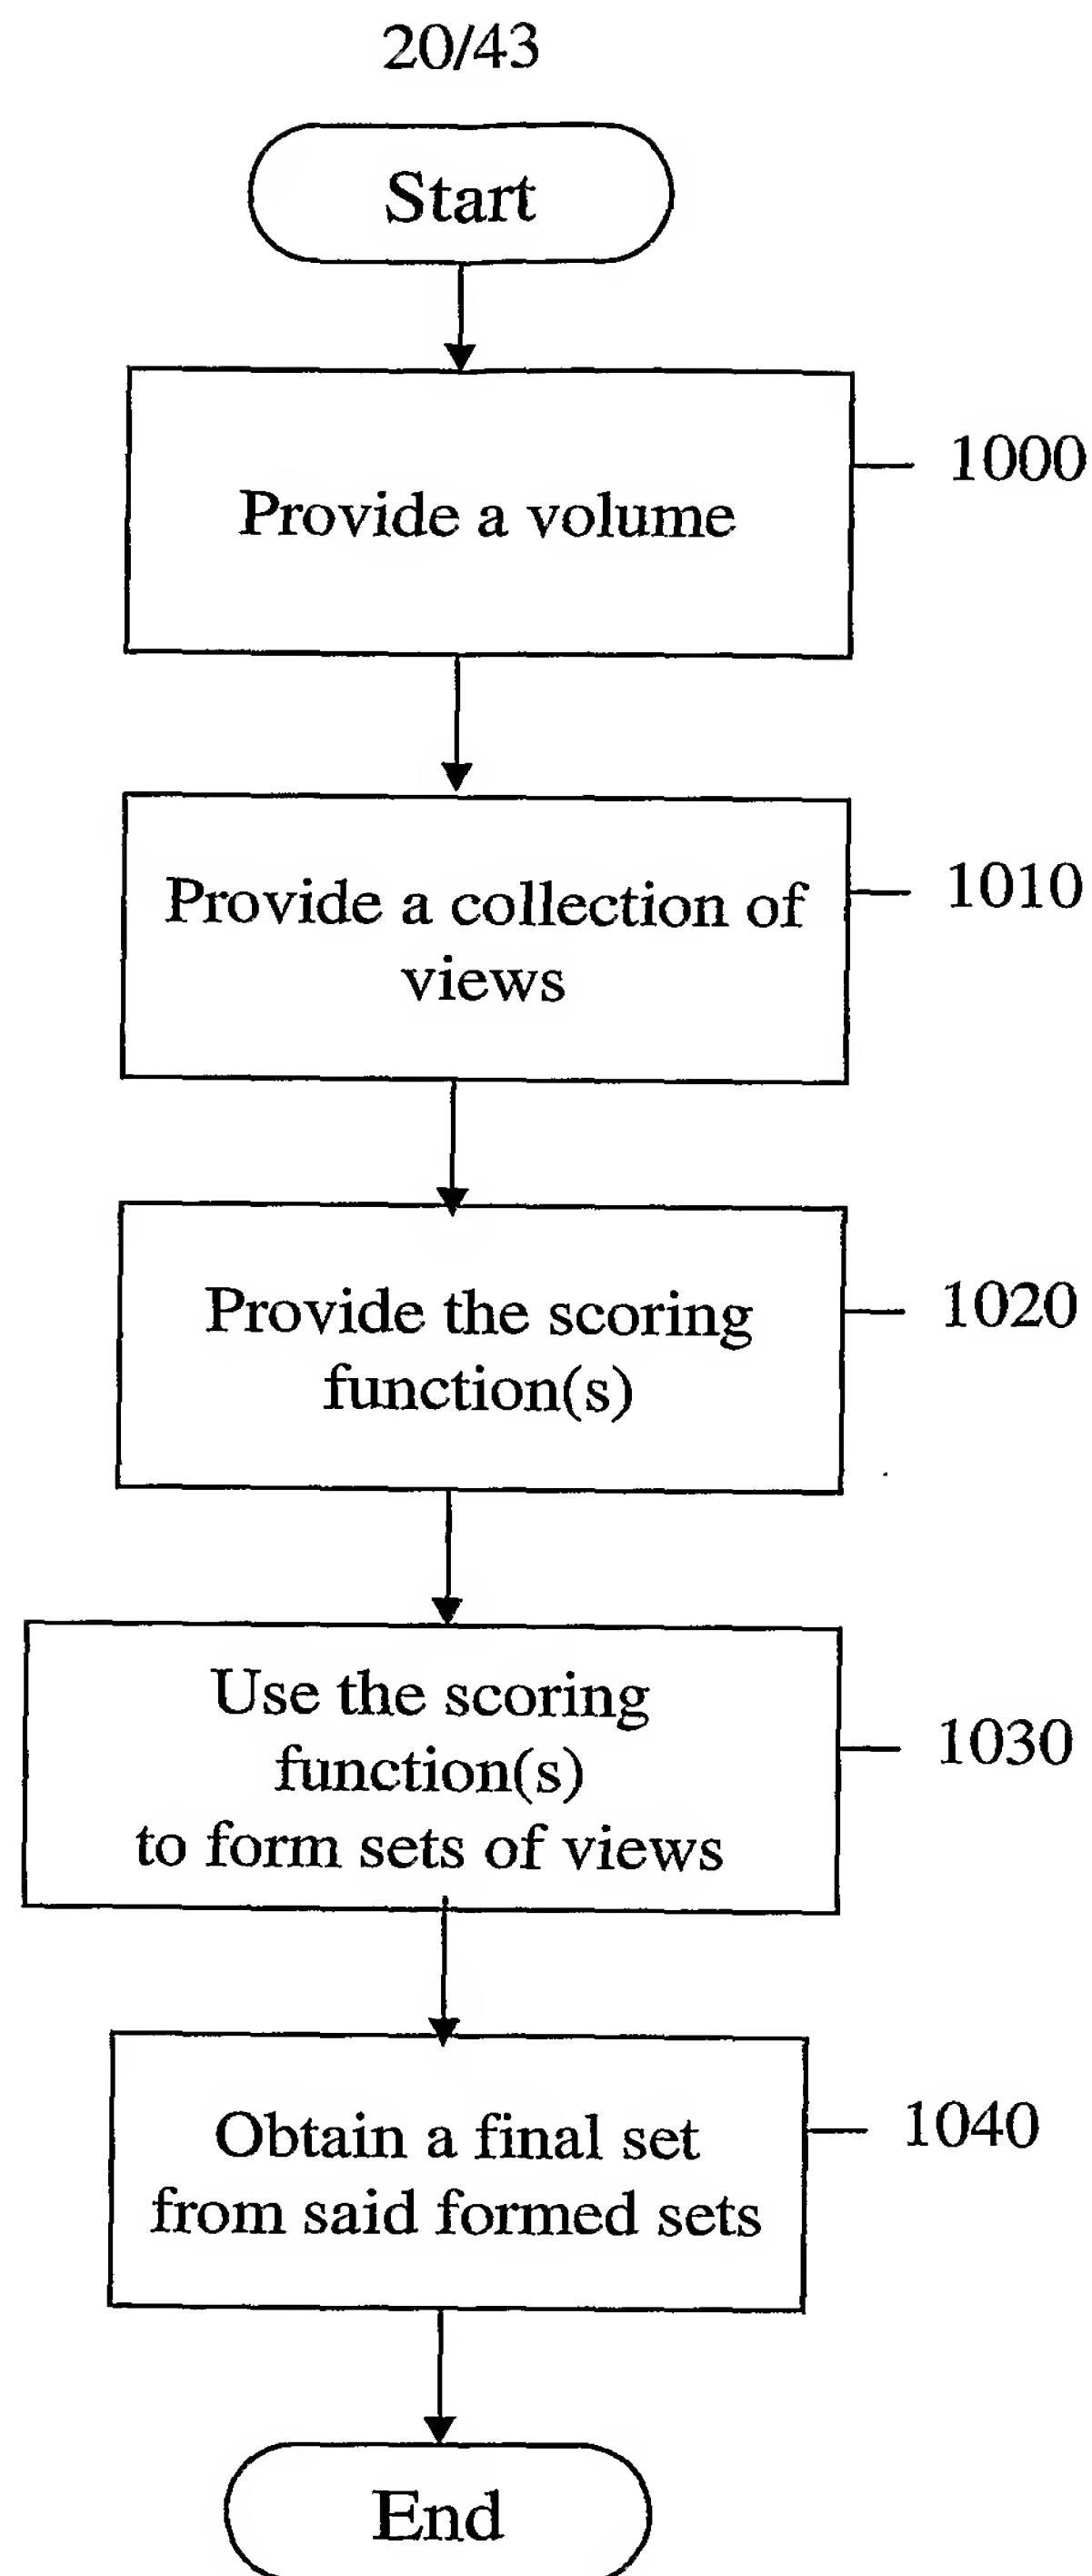 20/43
Start
Provide a volume
1000
Provide a collection of
views
1010
Provide the scoring
function(s)
1020
Use the scoring
function(s)
to form sets of views
1030
Obtain a final set
from said formed sets
1040
End